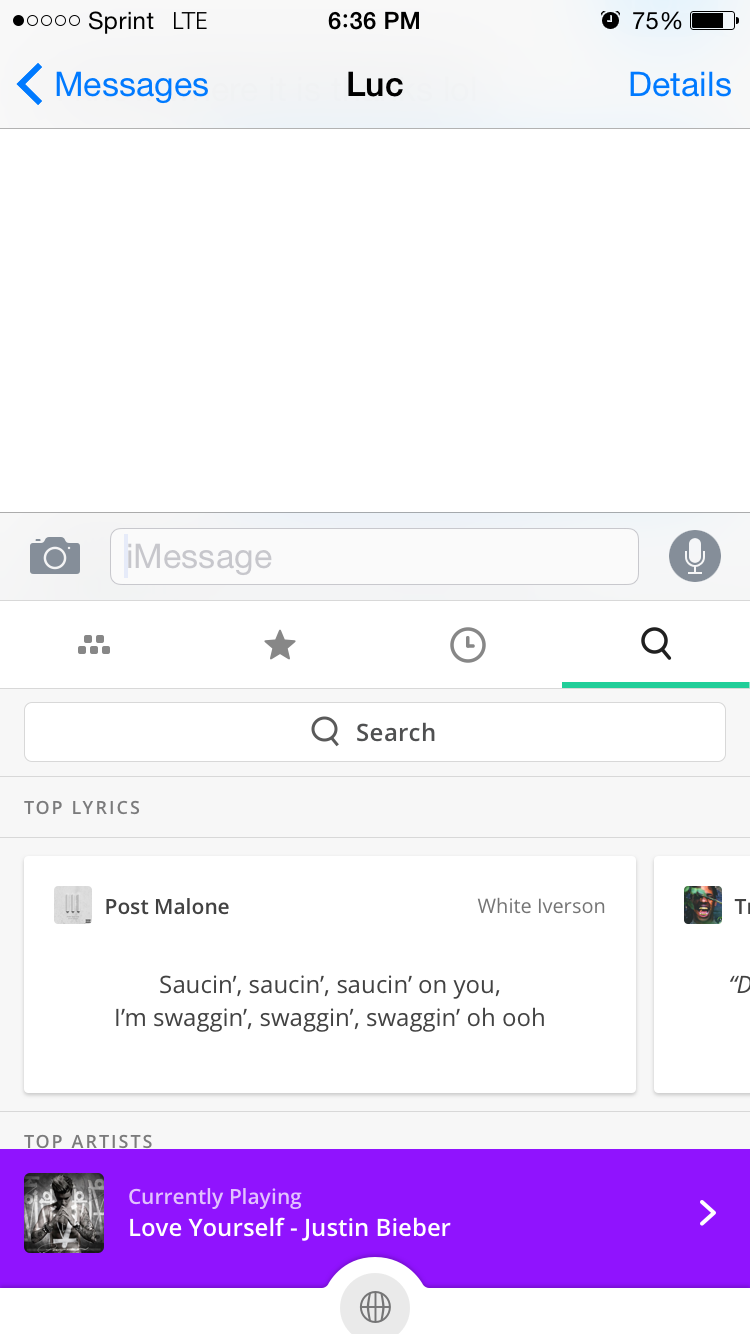 Sprint LTE 6:36 PM 75%
Messages Luc Details
iMessage
Search
TOP LYRICS
Post Malone White Iverson
Saucin’, saucin’, saucin’ on you,
I’m swaggin’, swaggin’, swaggin’ oh ooh
“D
TOP ARTISTS
Currently Playing
Love Yourself - Justin Bieber